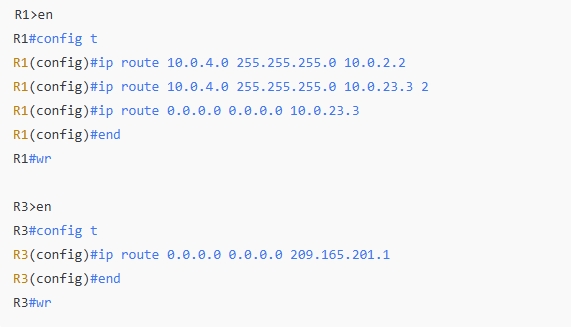 R1>en
R1#config t
R1(config)#ip route 10.0.4.0 255.255.255.0 10.0.2.2
R1(config)#ip route 10.0.4.0 255.255.255.0 10.0.23.3 2
R1(config)#ip route 0.0.0.0 0.0.0.0 10.0.23.3
R1(config)#end
R1#wr
R3>en
R3#config t
R3(config)#ip route 0.0.0.0 0.0.0.0 209.165.201.1
R3(config)#end
R3#wr